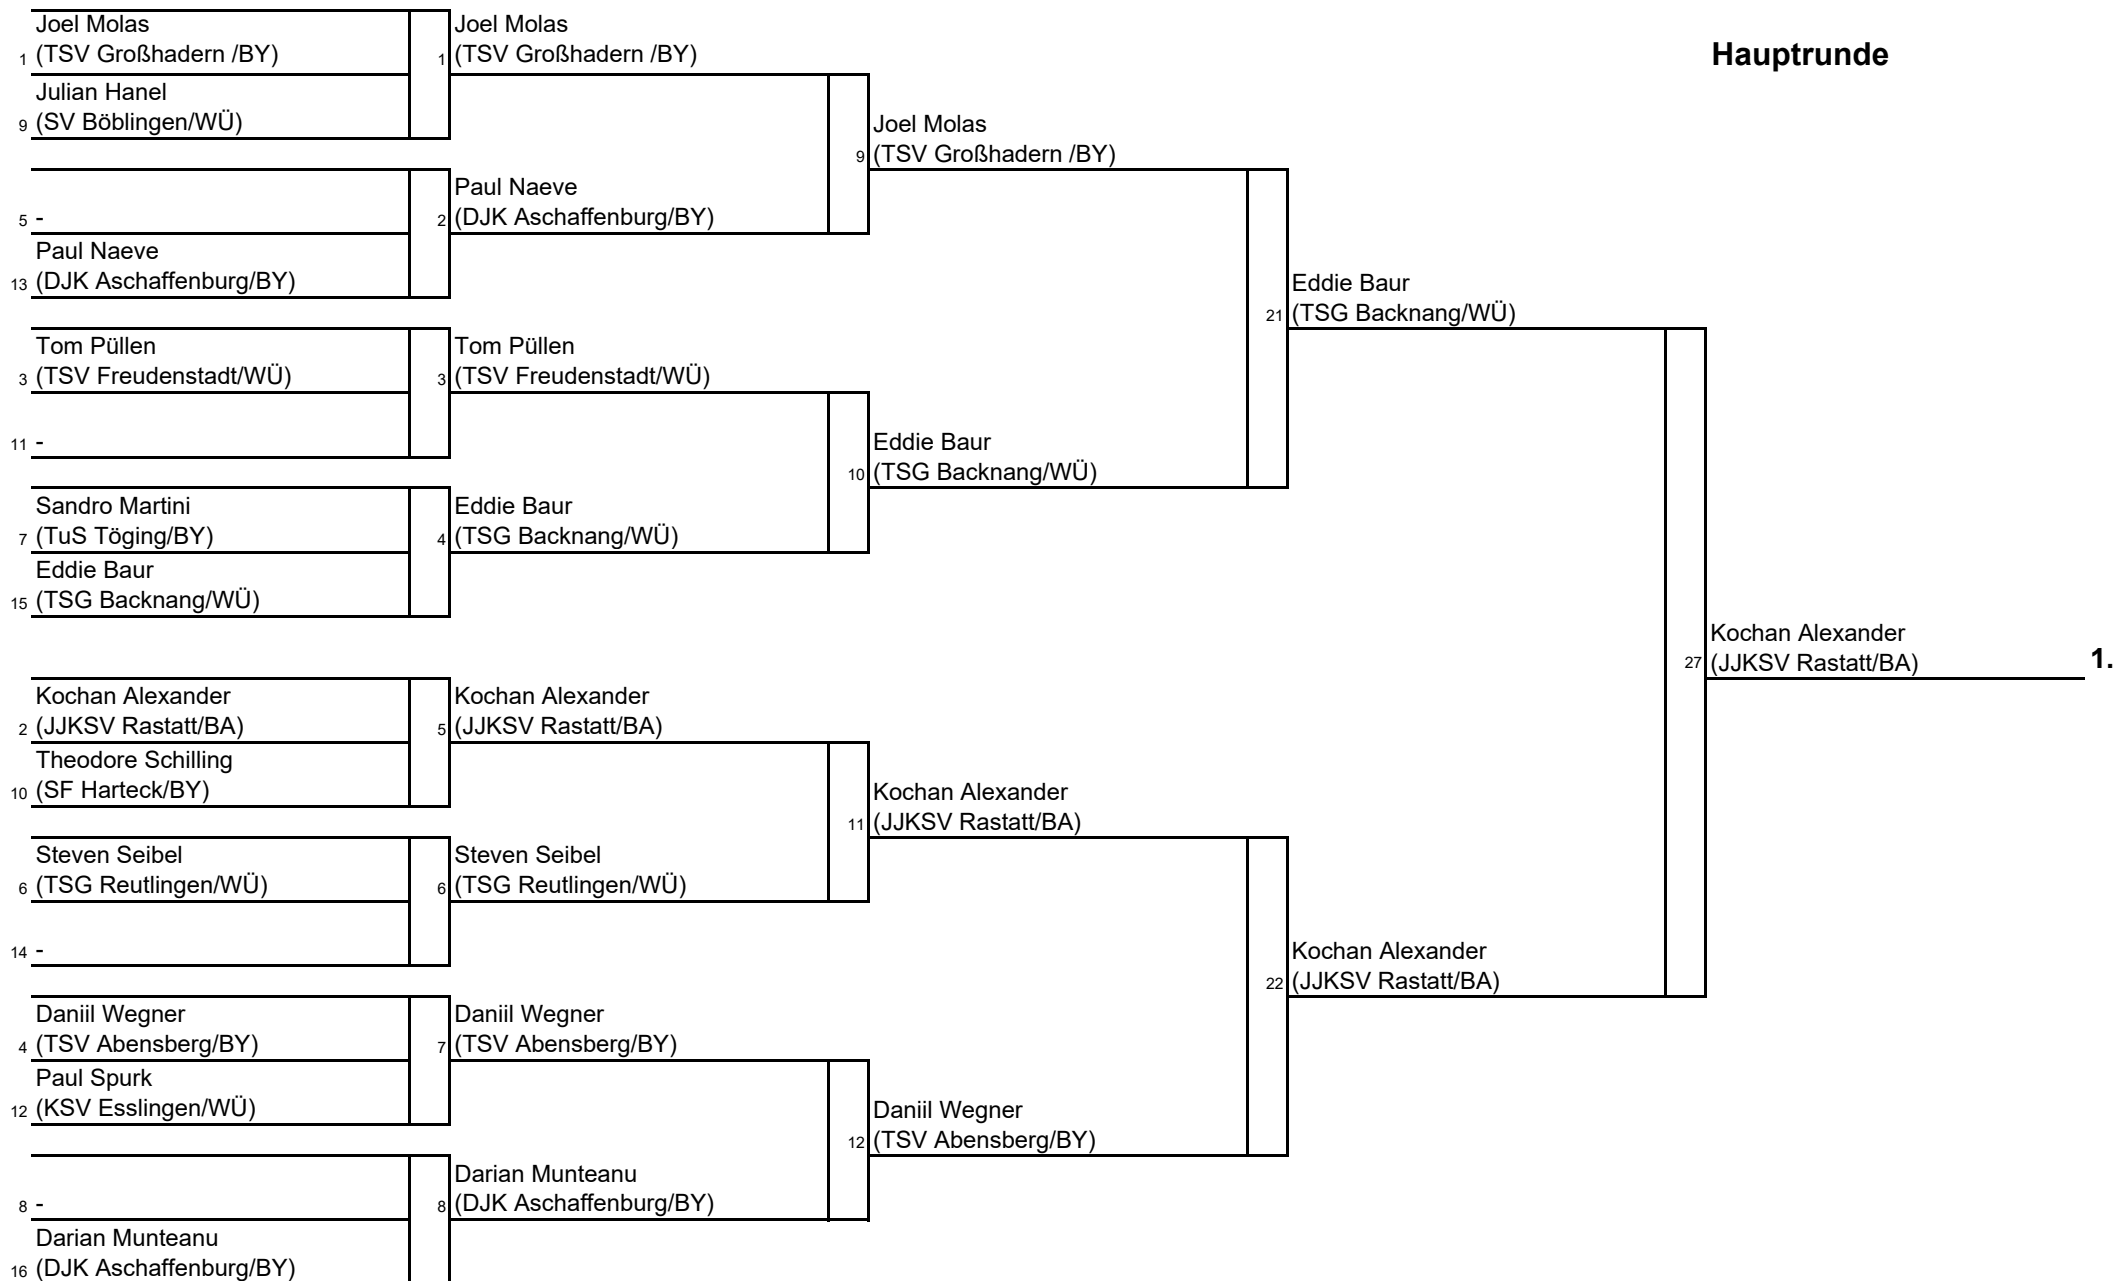 Hauptrunde
Joel Molas
1 (TSV Großhadern /BY)
Julian Hanel
9 (SV Böblingen/WÜ)
5 -
Paul Naeve
13 (DJK Aschaffenburg/BY)
Tom Püllen
3 (TSV Freudenstadt/WÜ)
11 -
Sandro Martini
7 (TuS Töging/BY)
Eddie Baur
15 (TSG Backnang/WÜ)
Kochan Alexander
2 (JJKSV Rastatt/BA)
Theodore Schilling
10 (SF Harteck/BY)
Steven Seibel
6 (TSG Reutlingen/WÜ)
14 -
Daniil Wegner
4 (TSV Abensberg/BY)
Paul Spurk
12 (KSV Esslingen/WÜ)
8 -
Darian Munteanu
16 (DJK Aschaffenburg/BY)
Joel Molas
1 (TSV Großhadern /BY)
Paul Naeve
2 (DJK Aschaffenburg/BY)
Tom Püllen
3 (TSV Freudenstadt/WÜ)
Eddie Baur
4 (TSG Backnang/WÜ)
Kochan Alexander
5 (JJKSV Rastatt/BA)
Steven Seibel
6 (TSG Reutlingen/WÜ)
Daniil Wegner
7 (TSV Abensberg/BY)
Darian Munteanu
8 (DJK Aschaffenburg/BY)
Joel Molas
9 (TSV Großhadern /BY)
Eddie Baur
10 (TSG Backnang/WÜ)
Kochan Alexander
11 (JJKSV Rastatt/BA)
Daniil Wegner
12 (TSV Abensberg/BY)
Eddie Baur
21 (TSG Backnang/WÜ)
Kochan Alexander
22 (JJKSV Rastatt/BA)
Kochan Alexander
27 (JJKSV Rastatt/BA) 1.